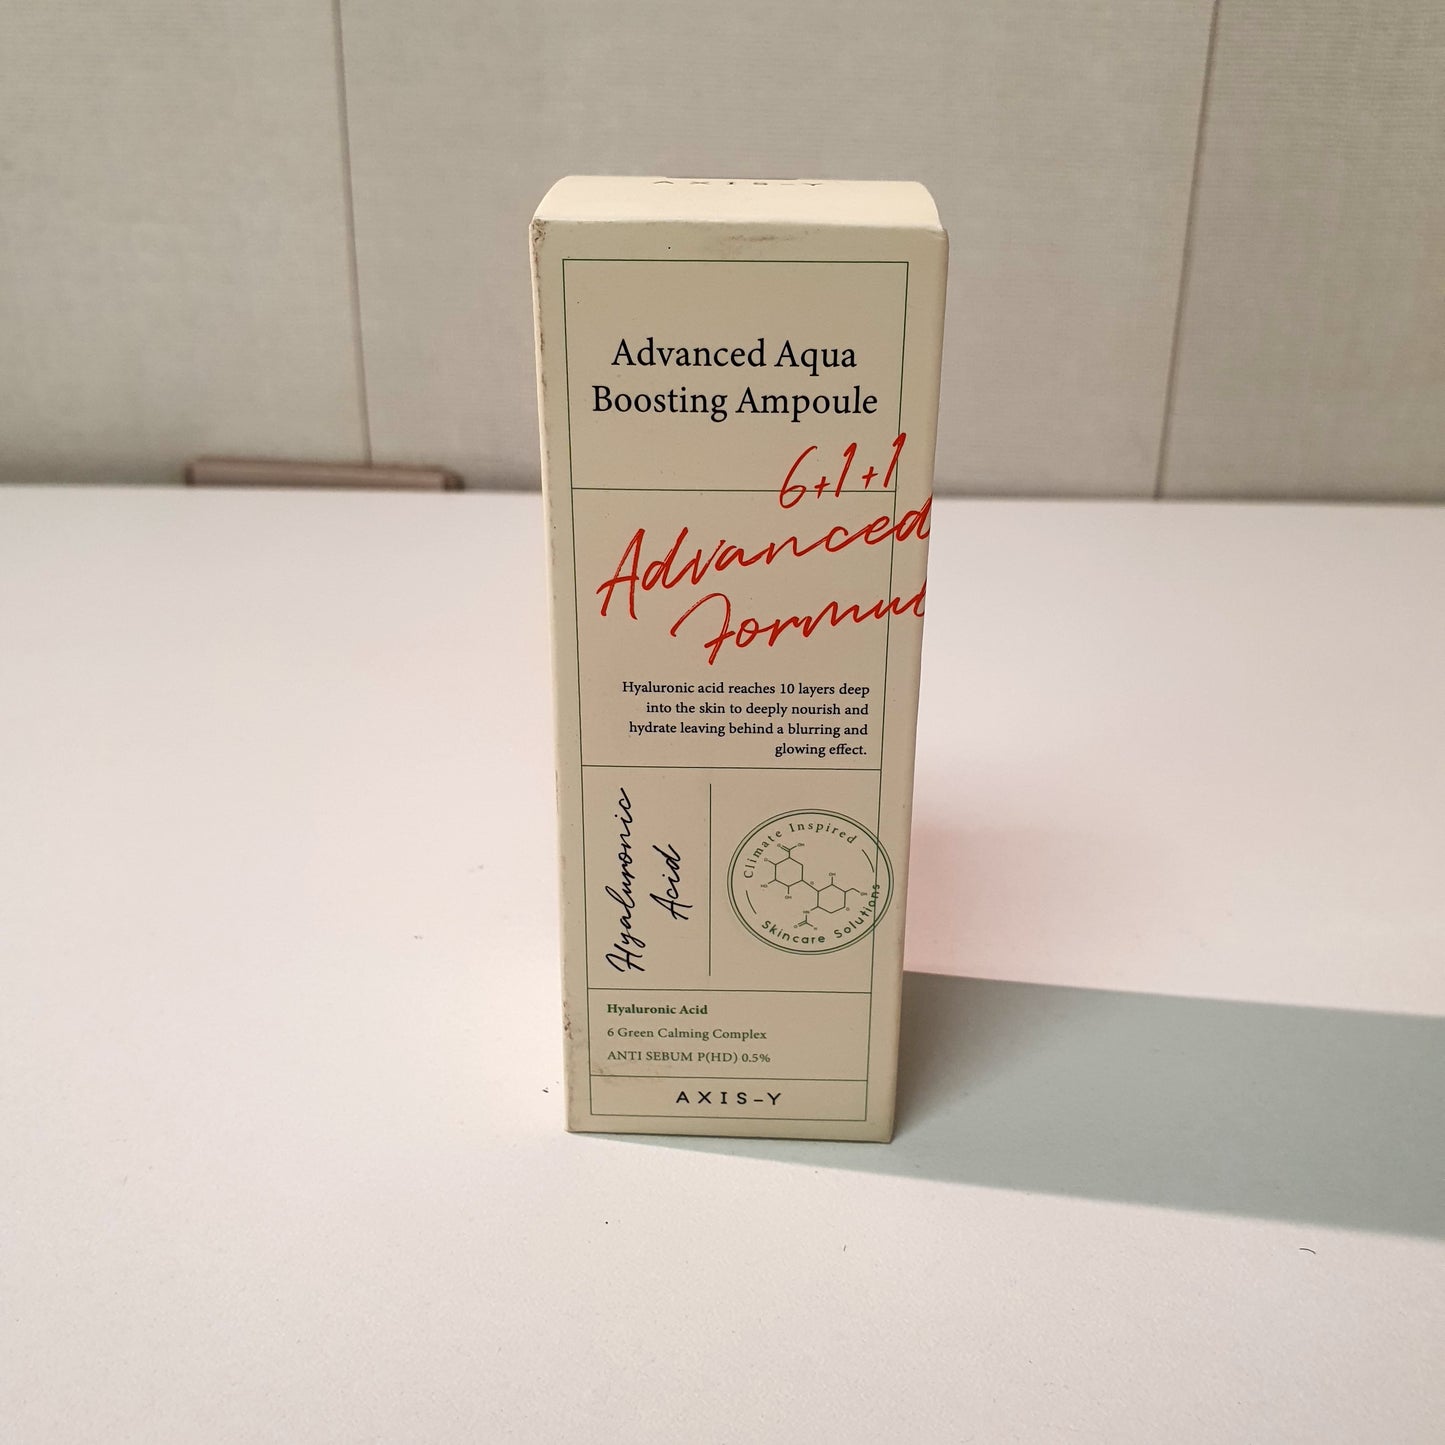 AXIS-Y
Advanced Aqua
Boosting Ampoule
6+1+1
Advanced
Formul
Hyaluronic acid reaches 10 layers deep
into the skin to deeply nourish and
hydrate leaving behind a blurring and
glowing effect.
Hyaluronic
Acid
Climate Inspired
Skincare Solutions
Hyaluronic Acid
6 Green Calming Complex
ANTI SEBUM P(HD) 0.5%
AXIS-Y